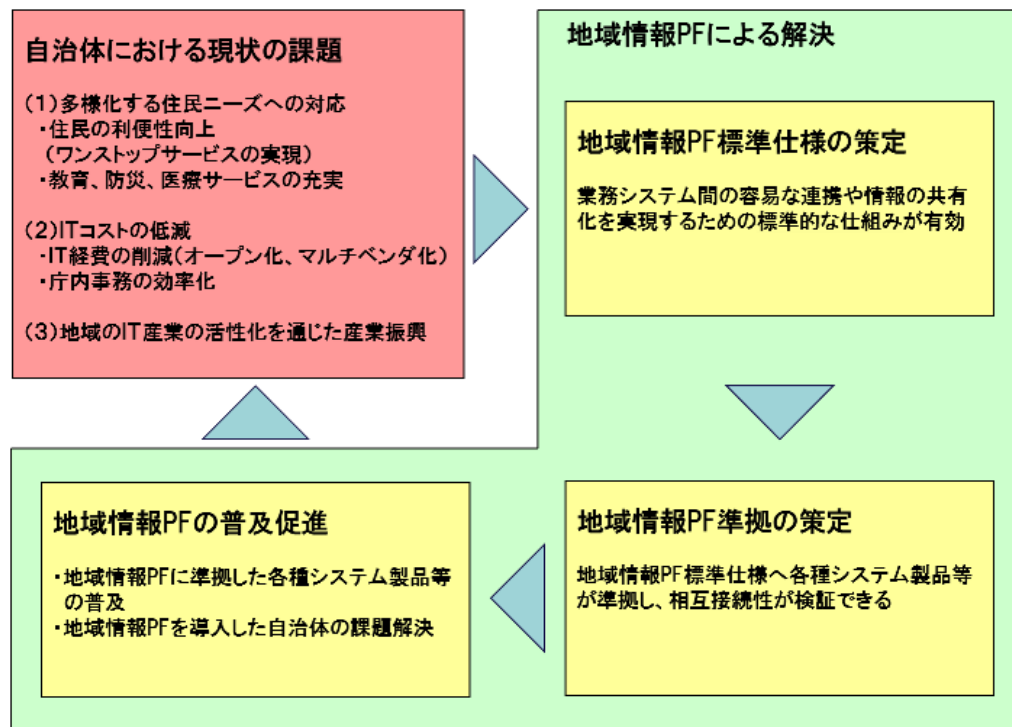 自治体における現状の課題
(1)多様化する住民ニーズへの対応
・住民の利便性向上
(ワンストップサービスの実現)
・教育、防災、医療サービスの充実
(2)ITコストの低減
・IT経費の削減(オープン化、マルチベンダ化)
・庁内事務の効率化
(3)地域のIT産業の活性化を通じた産業振興
地域情報PFによる解決
地域情報PF標準仕様の策定
業務システム間の容易な連携や情報の共有
化を実現するための標準的な仕組みが有効
地域情報PF準拠の策定
地域情報PF標準仕様へ各種システム製品等
が準拠し、相互接続性が検証できる
地域情報PFの普及促進
・地域情報PFに準拠した各種システム製品等
の普及
・地域情報PFを導入した自治体の課題解決